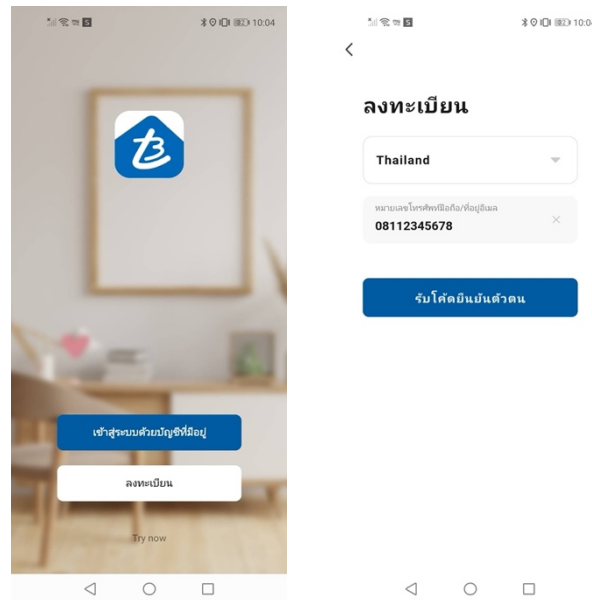 10:04
เข้าสู่ระบบด้วยบัญชีที่มีอยู่
ลงทะเบียน
Try now
10:04
ลงทะเบียน
Thailand
หมายเลขโทรศัพท์มือถือ/ที่อยู่อีเมล
08112345678
รับโค้ดยืนยันตัวตน